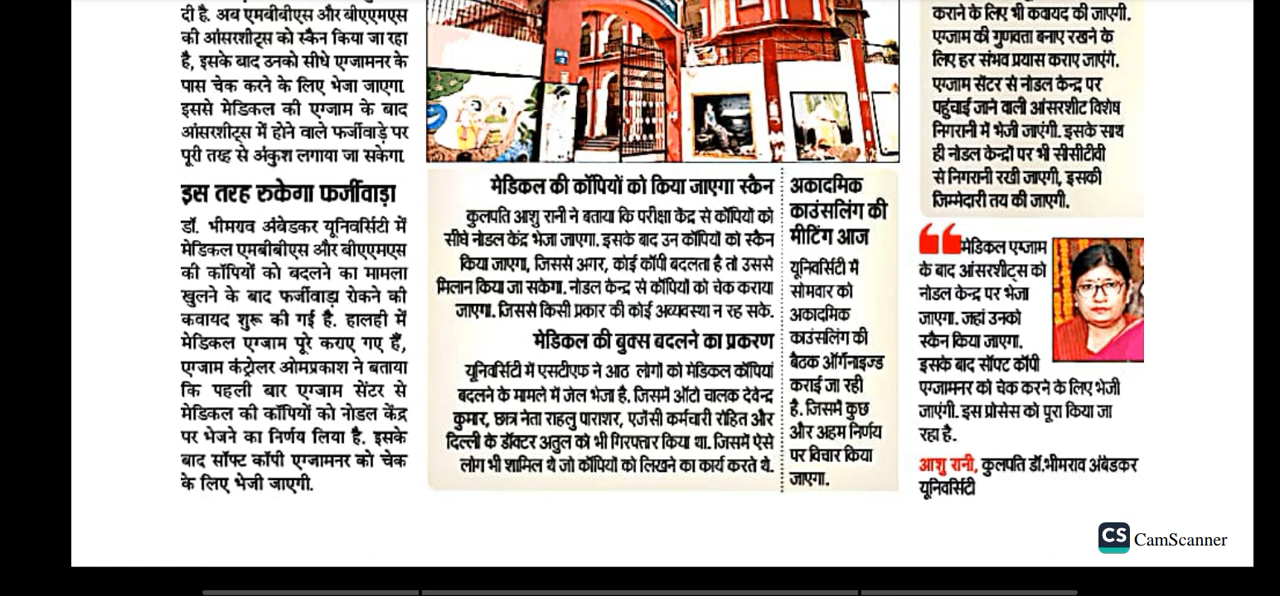 दी है. अब एमबीबीएस और बीएएमएस
की आंसरशीट्स को स्कैन किया जा रहा
है, इसके बाद उनको सीधे एग्जामनर के
पास चेक करने के लिए भेजा जाएगा.
इससे मेडिकल की एग्जाम के बाद
आंसरशीट्स में होने वाले फर्जीवाड़े पर
पूरी तरह से अंकुश लगाया जा सकेगा.
इस तरह रुकेगा फर्जीवाड़ा
डॉ. भीमराव अंबेडकर यूनिवर्सिटी में
मेडिकल एमबीबीएस और बीएएमएस
की कॉपियों को बदलने का मामला
खुलने के बाद फर्जीवाड़ा रोकने की
कवायद शुरू की गई है. हालही में
मेडिकल एग्जाम पूरे कराए गए हैं,
एग्जाम कंट्रोलर ओमप्रकाश ने बताया
कि पहली बार एग्जाम सेंटर से
मेडिकल की कॉपियों को नोडल केंद्र
पर भेजने का निर्णय लिया है. इसके
बाद सॉफ्ट कॉपी एग्जामनर को चेक
के लिए भेजी जाएगी.
मेडिकल की कॉपियों को किया जाएगा स्कैन
कुलपति आशु रानी ने बताया कि परीक्षा केंद्र से कॉपियों को
सीधे नोडल केंद्र भेजा जाएगा. इसके बाद उन कॉपियों को स्कैन
किया जाएगा, जिससे अगर, कोई कॉपी बदलता है तो उससे
मिलान किया जा सकेगा. नोडल केन्द्र से कॉपियों को चेक कराया
जाएगा. जिससे किसी प्रकार की कोई अव्यवस्था न रह सके.
मेडिकल की बुक्स बदलने का प्रकरण
यूनिवर्सिटी में एसटीएफ ने आठ लोगों को मेडिकल कॉपियां
बदलने के मामले में जेल भेजा है. जिसमें ऑटो चालक देवेन्द्र
कुमार, छात्र नेता राहलु पाराशर, एजेंसी कर्मचारी रोहित और
दिल्ली के डॉक्टर अतुल को भी गिरफ्तार किया था. जिसमें ऐसे
लोग भी शामिल थे जो कॉपियों को लिखने का कार्य करते थे.
अकादमिक
काउंसलिंग की
मीटिंग आज
यूनिवर्सिटी में
सोमवार को
अकादमिक
काउंसलिंग की
बैठक ऑर्गनाइज्ड
कराई जा रही
है. जिसमें कुछ
और अहम निर्णय
पर विचार किया
जाएगा.
कराने के लिए भी कवायद की जाएगी.
एग्जाम की गुणवता बनाए रखने के
लिए हर संभव प्रयास कराए जाएंगे.
एग्जाम सेंटर से नोडल केन्द्र पर
पहुंचाई जाने वाली आंसरशीट विशेष
निगरानी में भेजी जाएंगी. इसके साथ
ही नोडल केन्द्रों पर भी सीसीटीवी
से निगरानी रखी जाएगी, इसकी
जिम्मेदारी तय की जाएगी.
❝मेडिकल एग्जाम
के बाद आंसरशीट्स को
नोडल केन्द्र पर भेजा
जाएगा. जहां उनको
स्कैन किया जाएगा.
इसके बाद सॉफ्ट कॉपी
एग्जामनर को चेक करने के लिए भेजी
जाएंगी. इस प्रोसेस को पूरा किया जा
रहा है.
आशु रानी, कुलपति डॉ.भीमराव अंबेडकर
यूनिवर्सिटी
CS CamScanner